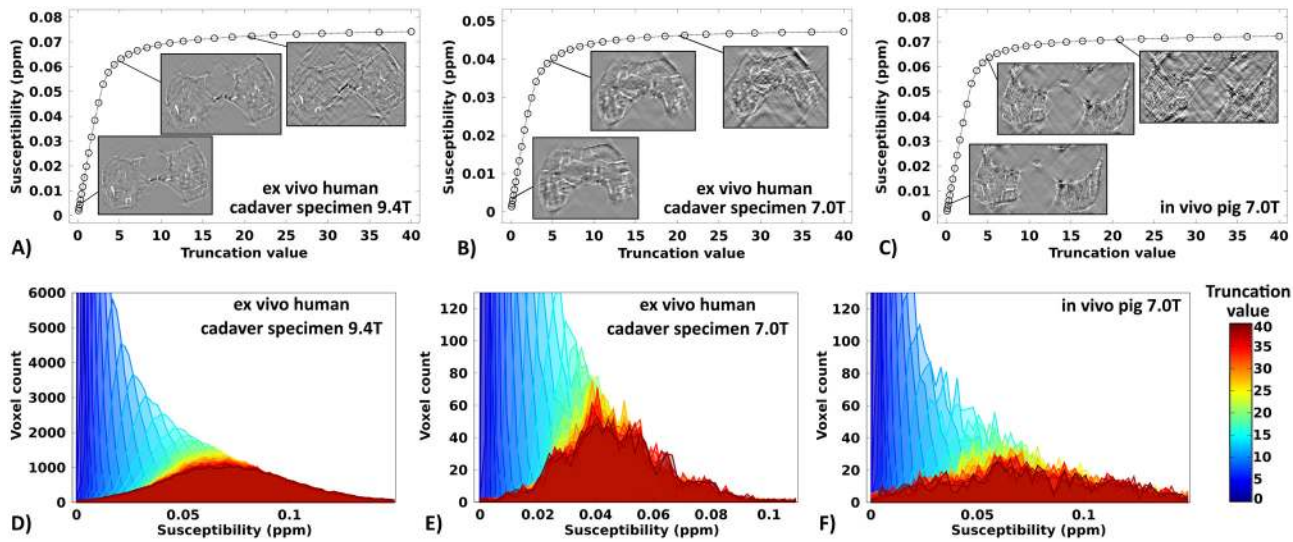 0.08
0.07
0.06
0.05
0.04
0.03
0.02
0.01
0
Susceptibility (ppm)
0 5 10 15 20 25 30 35 40
Truncation value
ex vivo human
cadaver specimen 9.4T
A)
0.05
0.04
0.03
0.02
0.01
0
Susceptibility (ppm)
0 5 10 15 20 25 30 35 40
Truncation value
ex vivo human
cadaver specimen 7.0T
B)
0.08
0.07
0.06
0.05
0.04
0.03
0.02
0.01
0
Susceptibility (ppm)
0 5 10 15 20 25 30 35 40
Truncation value
in vivo pig 7.0T
C)
6000
5000
4000
3000
2000
1000
0
Voxel count
ex vivo human
cadaver specimen 9.4T
0 0.05 0.1
Susceptibility (ppm)
D)
120
100
80
60
40
20
0
Voxel count
ex vivo human
cadaver specimen 7.0T
0 0.02 0.04 0.06 0.08 0.1
Susceptibility (ppm)
E)
120
100
80
60
40
20
0
Voxel count
in vivo pig 7.0T
0 0.05 0.1
Susceptibility (ppm)
F)
Truncation
value
40
35
30
25
20
15
10
5
0